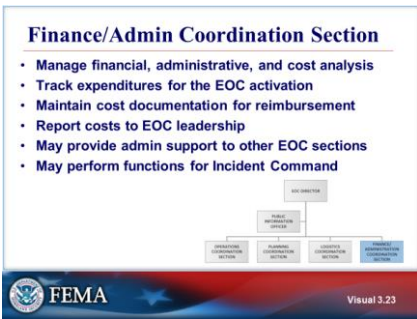 Finance/Admin Coordination Section
• Manage financial, administrative, and cost analysis
• Track expenditures for the EOC activation
• Maintain cost documentation for reimbursement
• Report costs to EOC leadership
• May provide admin support to other EOC sections
• May perform functions for Incident Command
EOC DIRECTOR
PUBLIC
INFORMATION
OFFICER
OPERATIONS
COORDINATION
SECTION
PLANNING
COORDINATION
SECTION
LOGISTICS
COORDINATION
SECTION
FINANCE/
ADMINISTRATION
COORDINATION
SECTION
FEMA
Visual 3.23